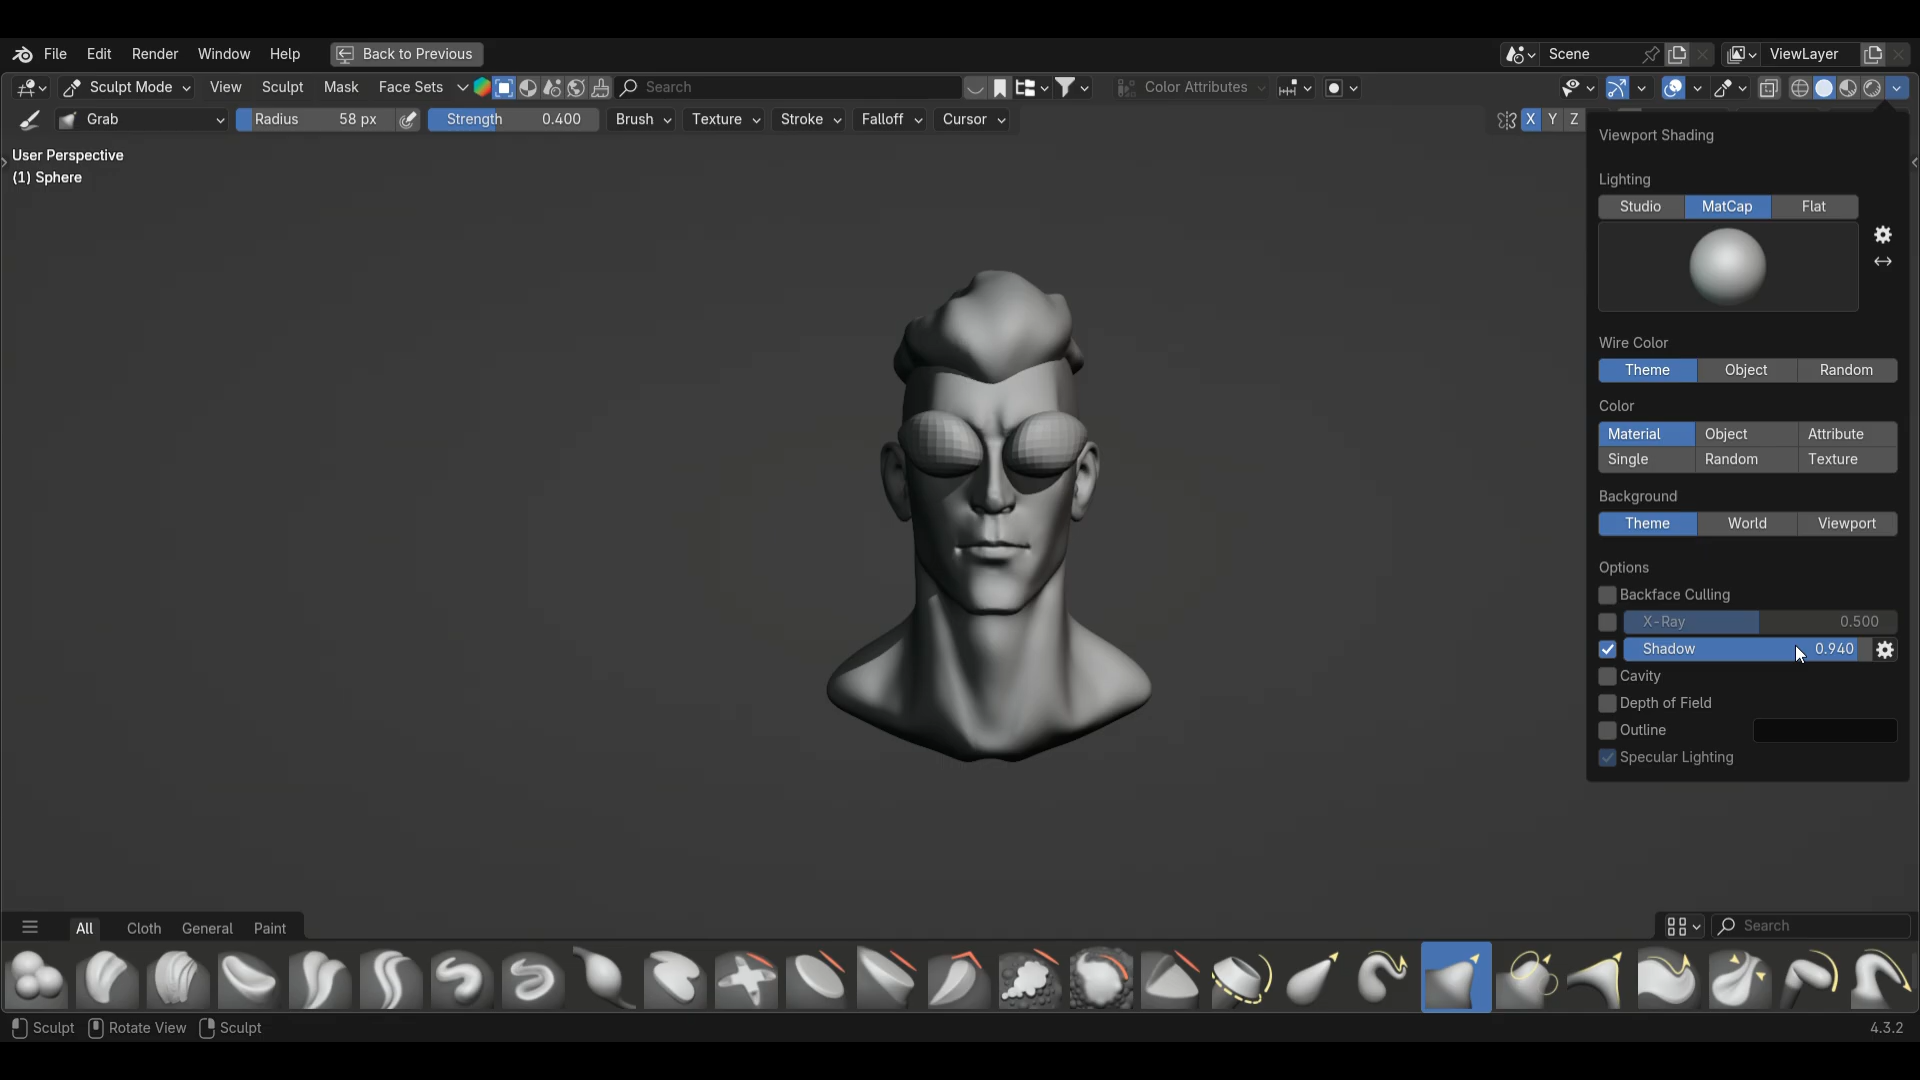 File Edit Render Window Help Back to Previous Scene ViewLayer
Sculpt Mode View Sculpt Mask Face Sets Search Color Attributes
Grab Radius 58 px Strength 0.400 Brush Texture Stroke Falloff Cursor X Y Z
User Perspective
(1) Sphere
Viewport Shading
Lighting
Studio MatCap Flat
Wire Color
Theme Object Random
Color
Material Object Attribute
Single Random Texture
Background
Theme World Viewport
Options
Backface Culling
X-Ray 0.500
Shadow 0.940
Cavity
Depth of Field
Outline
Specular Lighting
All Cloth General Paint Search
Sculpt Rotate View Sculpt 4.3.2